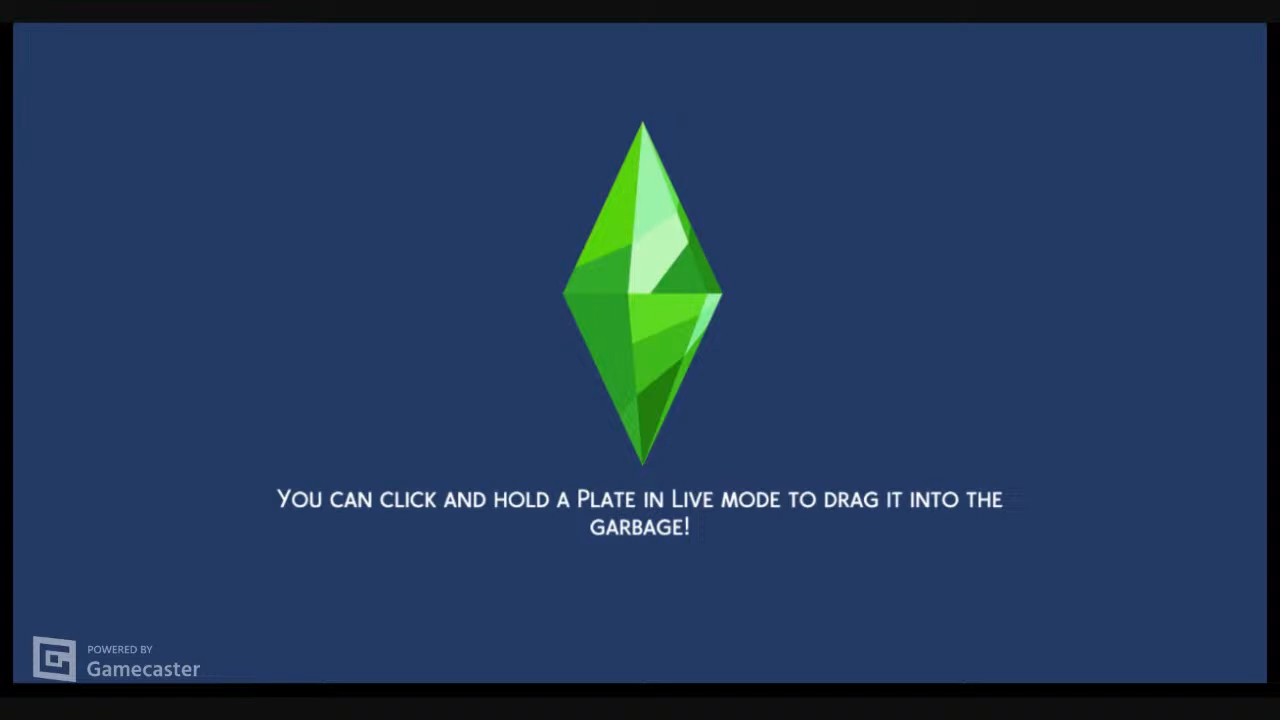 You can click and hold a Plate in Live mode to drag it into the
garbage!
POWERED BY
Gamecaster